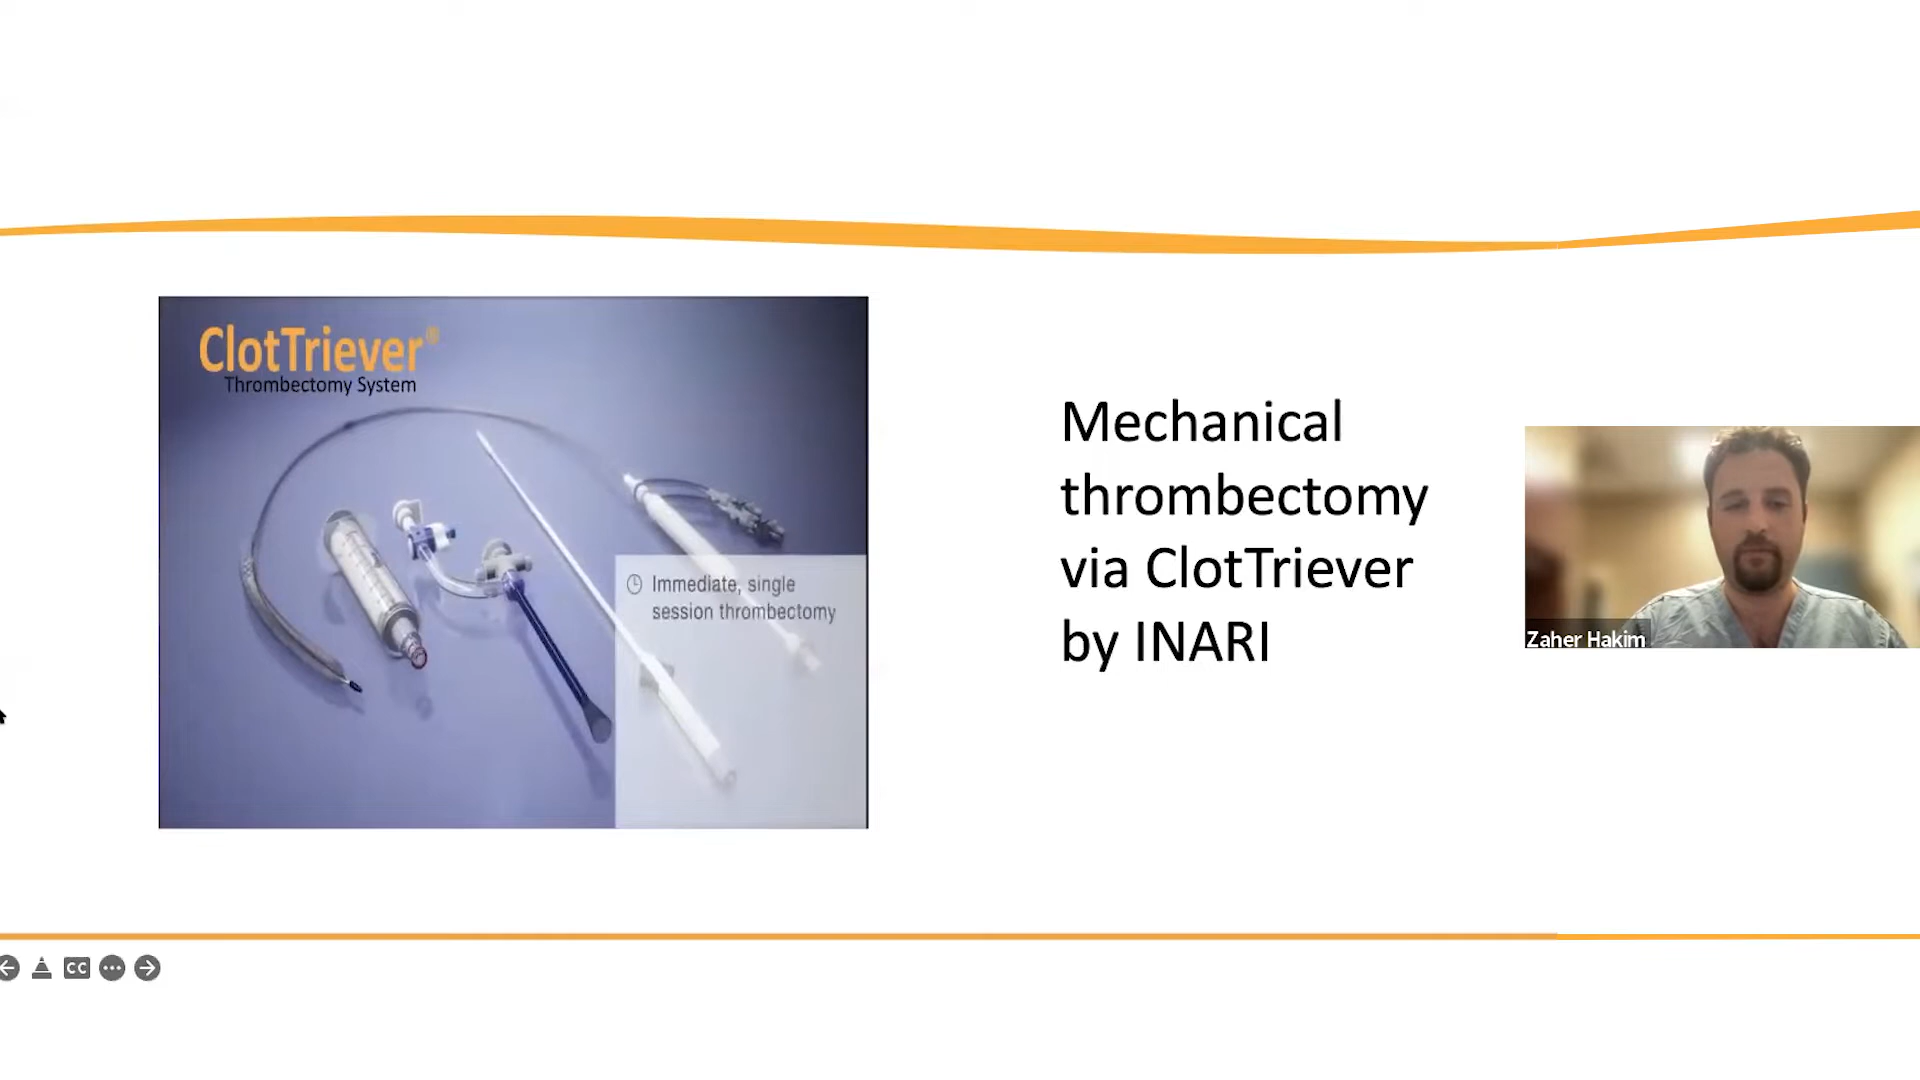 ClotTriever®
Thrombectomy System
Immediate, single
session thrombectomy
Mechanical
thrombectomy
via ClotTriever
by INARI
Zaher Hakim
CC